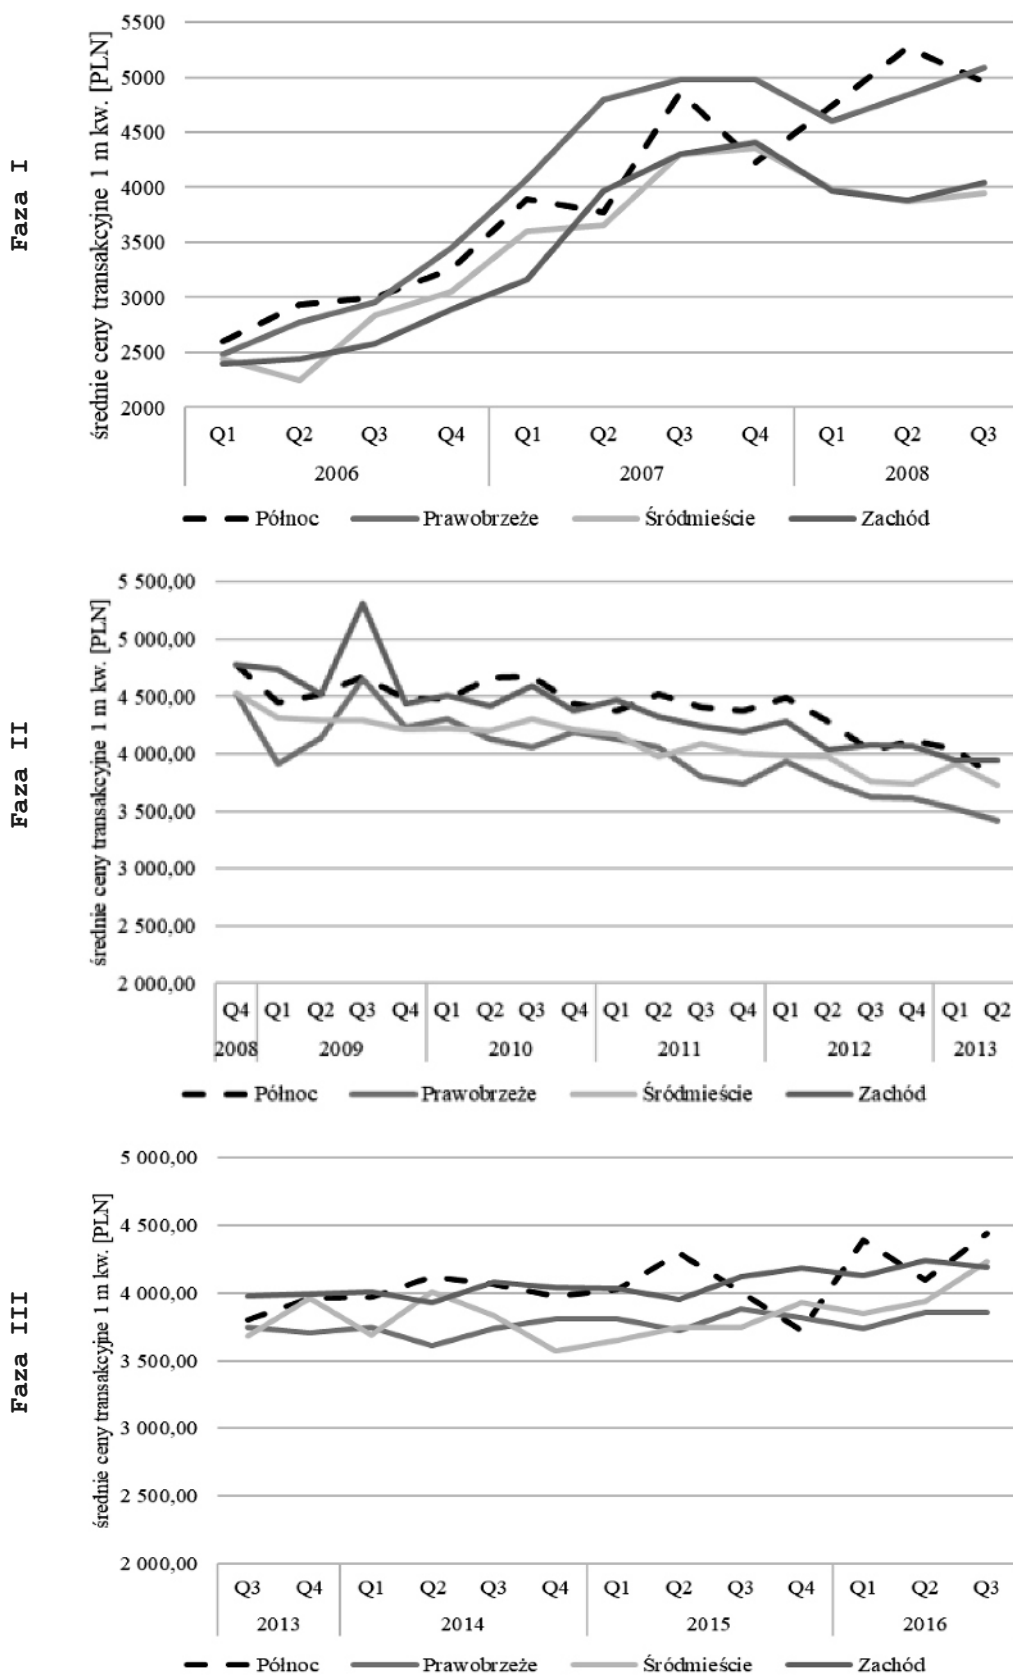 Faza I
średnie ceny transakcyjne 1 m kw. [PLN]
5500
5000
4500
4000
3500
3000
2500
2000
Q1 Q2 Q3 Q4 Q1 Q2 Q3 Q4 Q1 Q2 Q3
2006 2007 2008
Północ Prawobrzeże Śródmieście Zachód
Faza II
średnie ceny transakcyjne 1 m kw. [PLN]
5 500,00
5 000,00
4 500,00
4 000,00
3 500,00
3 000,00
2 500,00
2 000,00
Q4 Q1 Q2 Q3 Q4 Q1 Q2 Q3 Q4 Q1 Q2 Q3 Q4 Q1 Q2 Q3 Q4 Q1 Q2
2008 2009 2010 2011 2012 2013
Północ Prawobrzeże Śródmieście Zachód
Faza III
średnie ceny transakcyjne 1 m kw. [PLN]
5 000,00
4 500,00
4 000,00
3 500,00
3 000,00
2 500,00
2 000,00
Q3 Q4 Q1 Q2 Q3 Q4 Q1 Q2 Q3 Q4 Q1 Q2 Q3
2013 2014 2015 2016
Północ Prawobrzeże Śródmieście Zachód